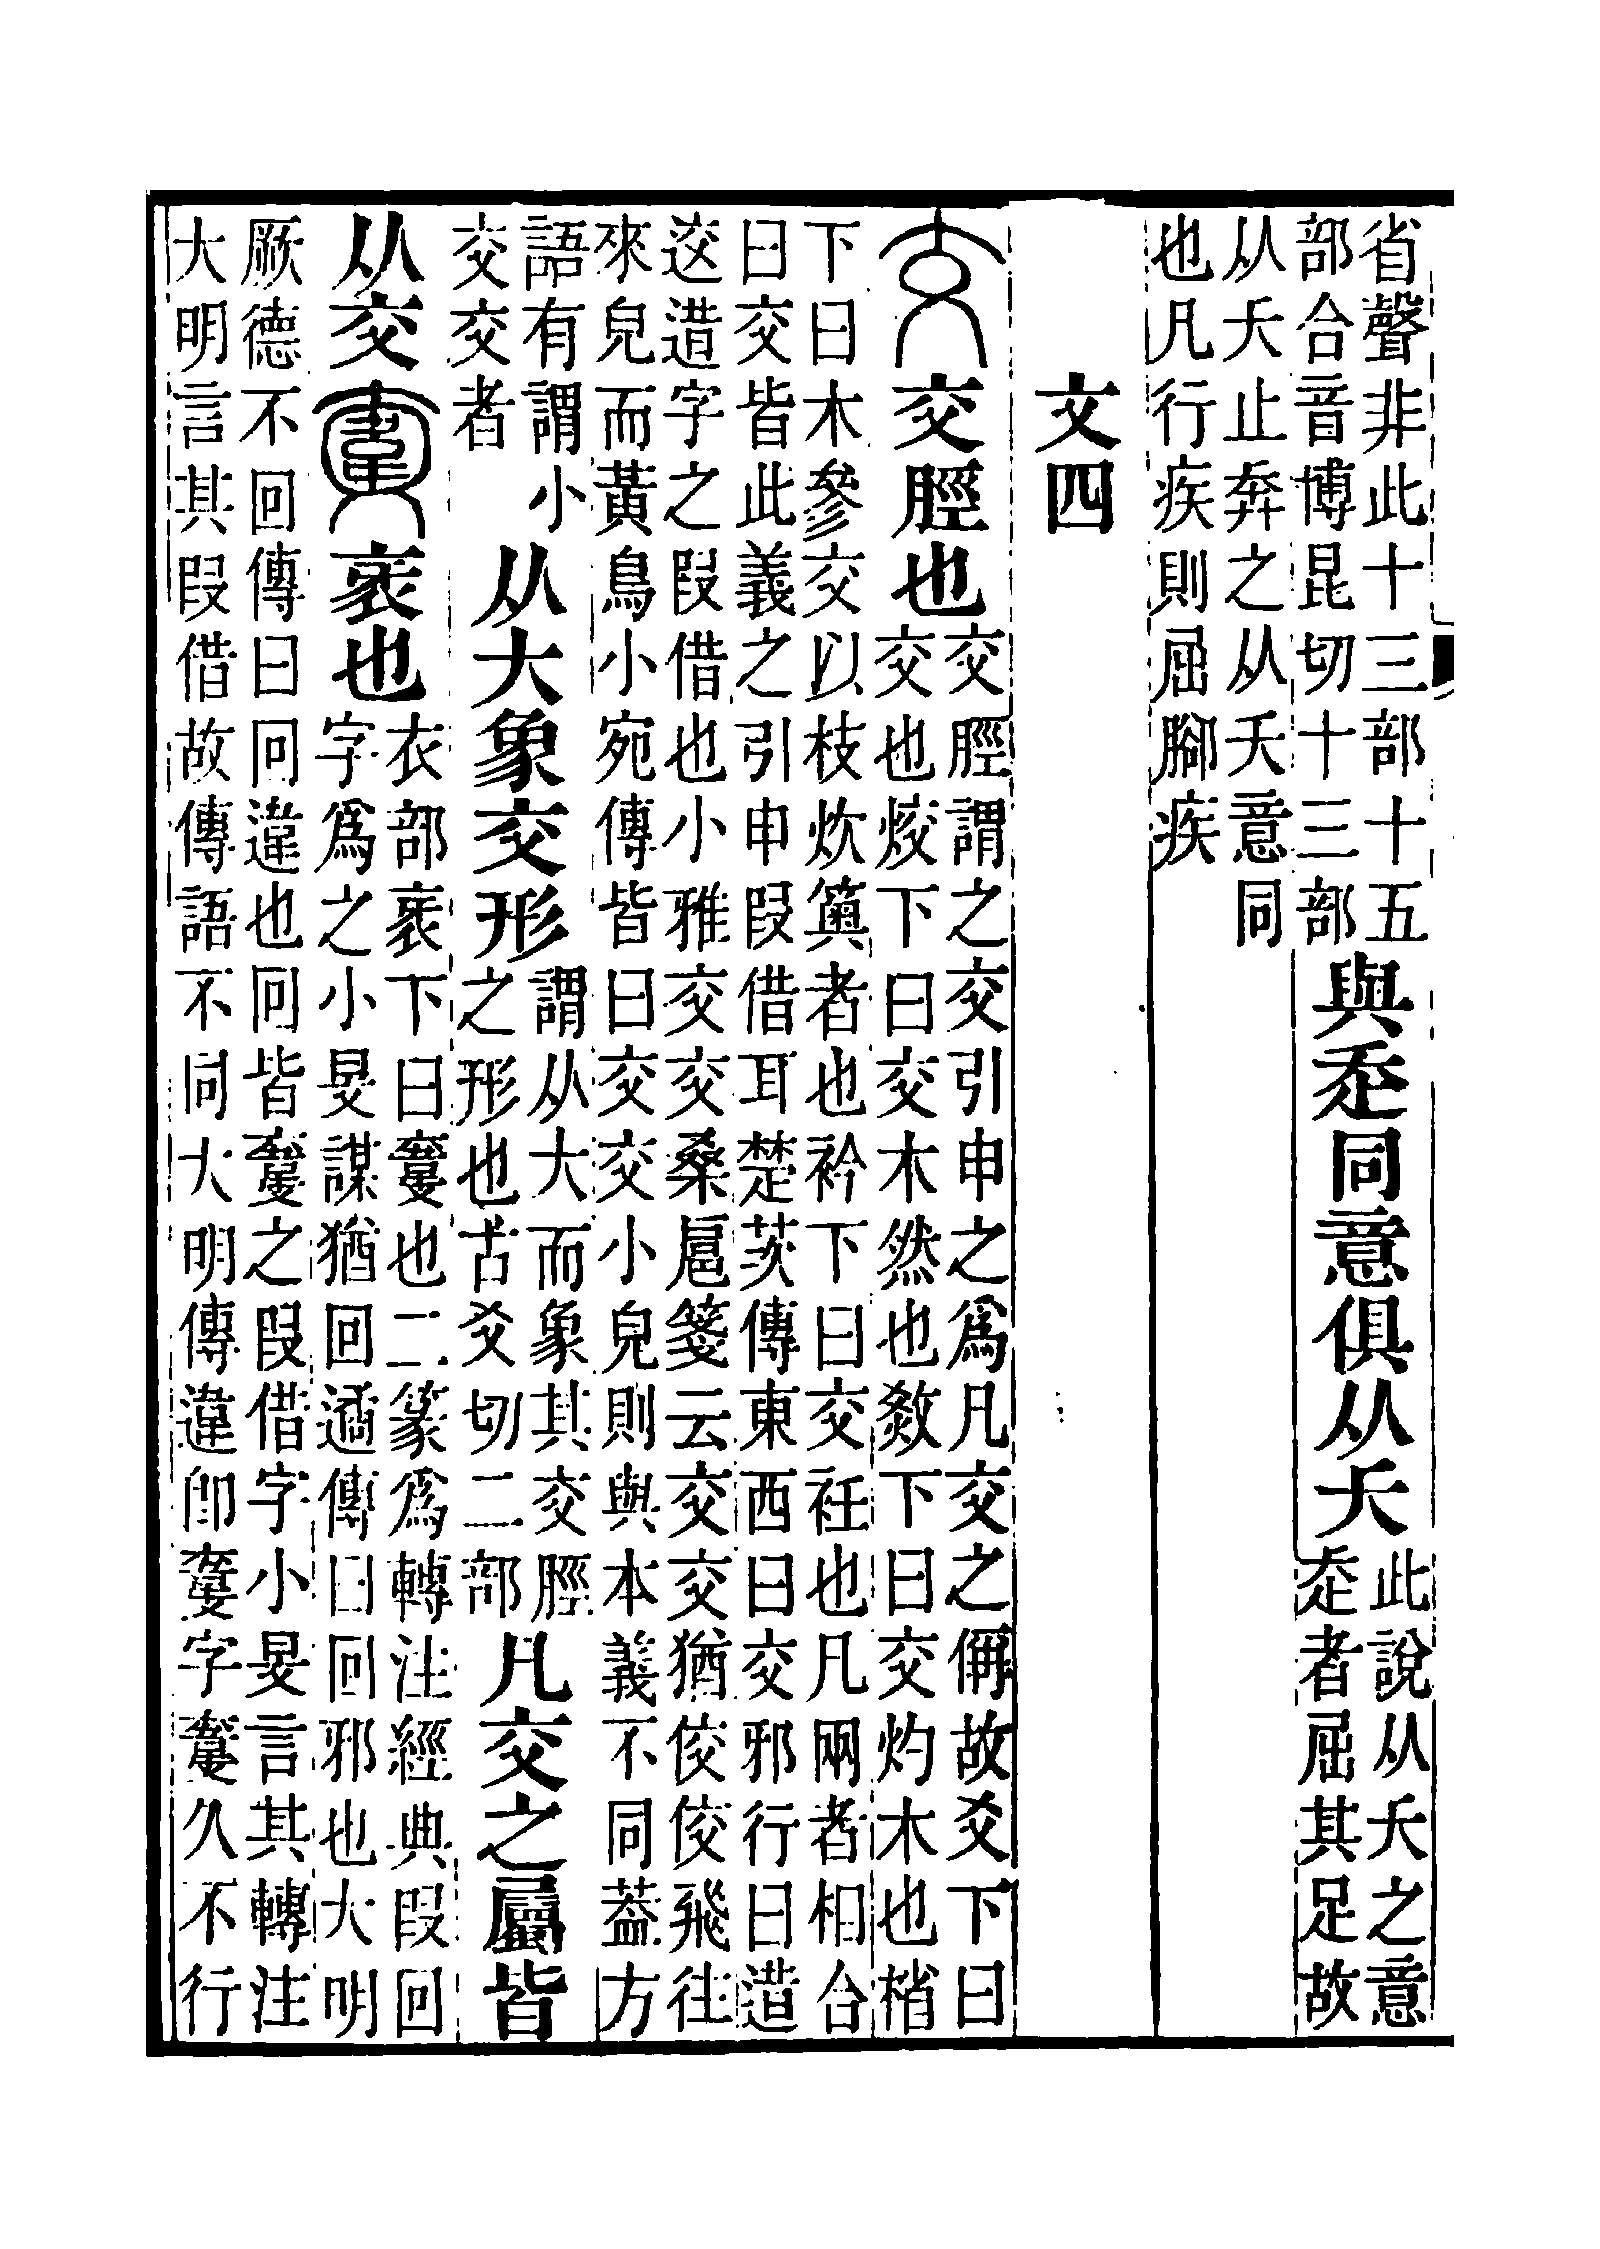 省聲非此十三部十五
部合音博昆切十三部
與走同意俱从夭
此說从夭之意
走者屈其足故
从夭止奔之从夭意同
也凡行疾則屈腳疾
文四
交 交脛也
交脛謂之交引申之爲凡交之偁故爻下曰
交也烄下曰交木然也㷅下曰交灼木也㮯
下曰木參交以枝炊䉛者也衿下曰交衽也凡兩者相合
曰交皆此義之引申叚借耳楚茨傳東西曰交邪行曰逪
䢒逪字之叚借也小雅交交桑扈箋云交交猶佼佼飛往
來皃而黃鳥小宛傳皆曰交交小皃則與本義不同葢方
語有謂小
交交者
从大象交形
謂从大而象其交脛
之形也古爻切二部
凡交之屬皆
从交 衺也
衣部衺下曰也二篆爲轉注經典叚回
字爲之小旻謀猶回遹傳曰回邪也大明
厥德不回傳曰回違也回皆之叚借字小旻言其轉注
大明言其叚借故傳語不同大明傳違卽字久不行